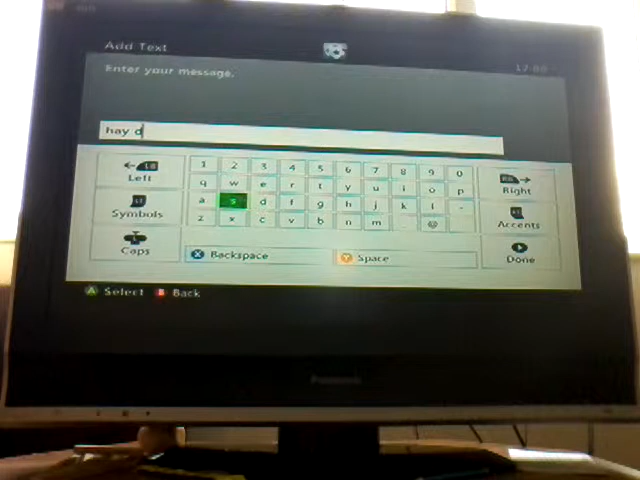 Add Text
Enter your message.
hay d
Left
1 2 3 4 5 6 7 8 9 0
Right
q w e r t y u i o p
Symbols
a s d f g h j k l -
Accents
z x c v b n m . @
Caps
X Backspace
Y Space
Done
A Select B Back
Panasonic